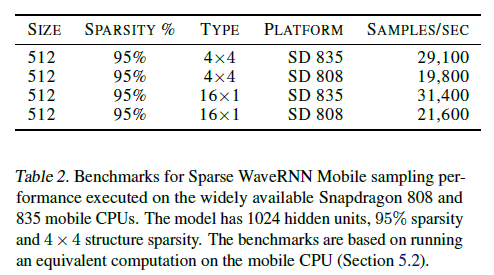 SIZE SPARSITY % TYPE PLATFORM SAMPLES/SEC
512 95% 4×4 SD 835 29,100
512 95% 4×4 SD 808 19,800
512 95% 16×1 SD 835 31,400
512 95% 16×1 SD 808 21,600
Table 2. Benchmarks for Sparse WaveRNN Mobile sampling per-
formance executed on the widely available Snapdragon 808 and
835 mobile CPUs. The model has 1024 hidden units, 95% sparsity
and 4 × 4 structure sparsity. The benchmarks are based on running
an equivalent computation on the mobile CPU (Section 5.2).